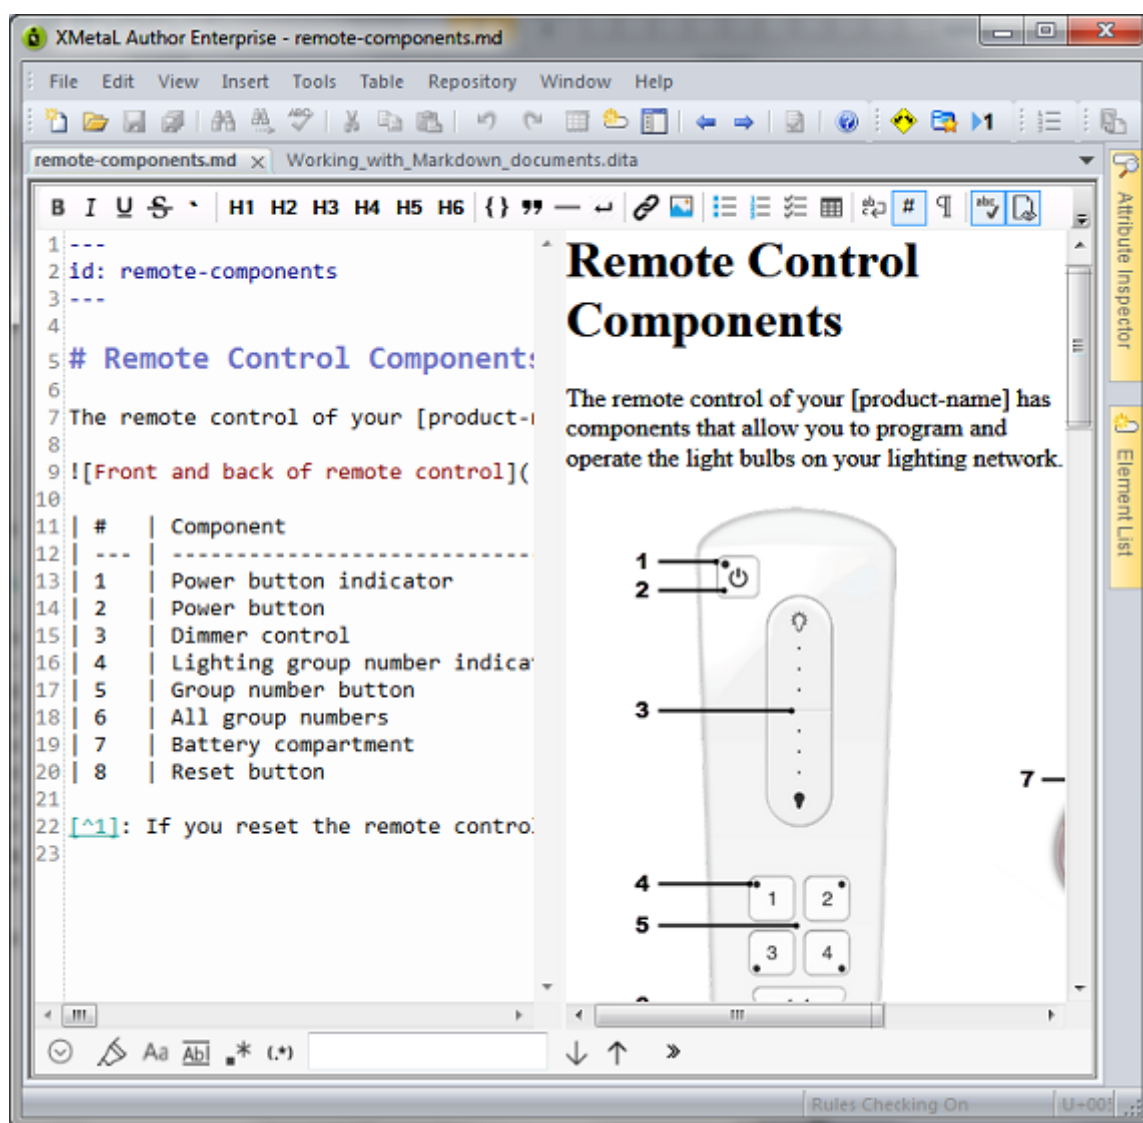 XMetaL Author Enterprise - remote-components.md
File Edit View Insert Tools Table Repository Window Help
remote-components.md Working_with_Markdown_documents.dita
B I U S H1 H2 H3 H4 H5 H6 { }
Attribute Inspector
Element List
1 ---
2 id: remote-components
3 ---
4
5 # Remote Control Components
6
7 The remote control of your [product-
8
9 ![Front and back of remote control](
10
11 | # | Component
12 | --- | ----------------------------
13 | 1 | Power button indicator
14 | 2 | Power button
15 | 3 | Dimmer control
16 | 4 | Lighting group number indica
17 | 5 | Group number button
18 | 6 | All group numbers
19 | 7 | Battery compartment
20 | 8 | Reset button
21
22 [^1]: If you reset the remote contro
23
Remote Control
Components
The remote control of your [product-name] has
components that allow you to program and
operate the light bulbs on your lighting network.
1
2
3
7
4
5
1 2
3 4
Aa Abl .* (.*)
Rules Checking On U+00